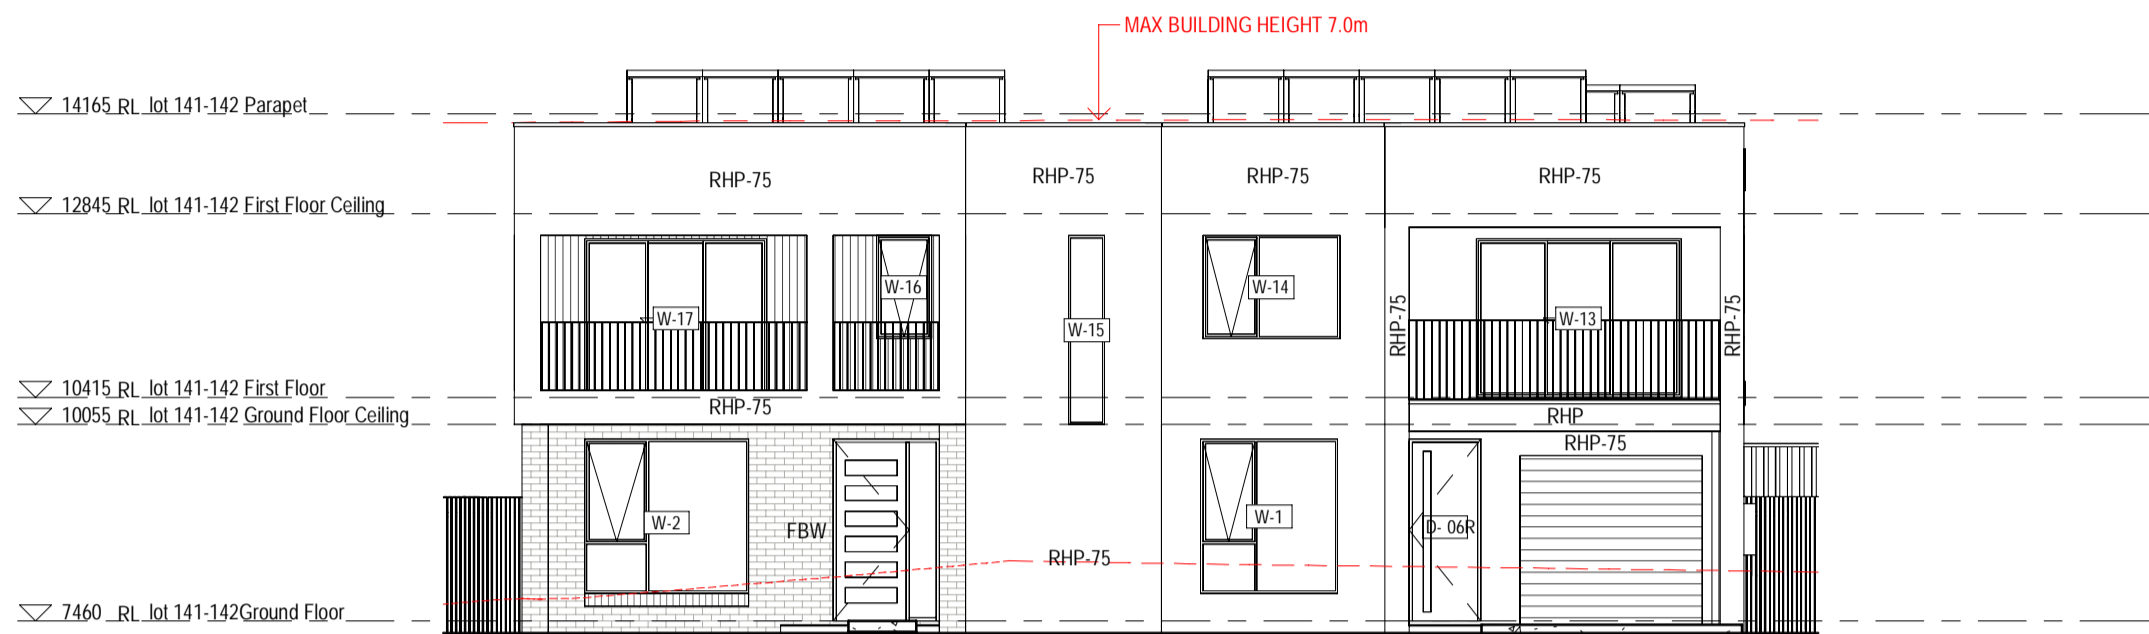 MAX BUILDING HEIGHT 7.0m
14165 RL lot 141-142 Parapet
RHP-75
RHP-75
RHP-75
RHP-75
12845 RL lot 141-142 First Floor Ceiling
W-16
W-14
W-17
W-15
W-13
RHP-75
RHP-75
10415 RL lot 141-142 First Floor
RHP-75
10055 RL lot 141-142 Ground Floor Ceiling
RHP
RHP-75
W-2
FBW
W-1
D- 06R
RHP-75
7460 RL lot 141-142Ground Floor